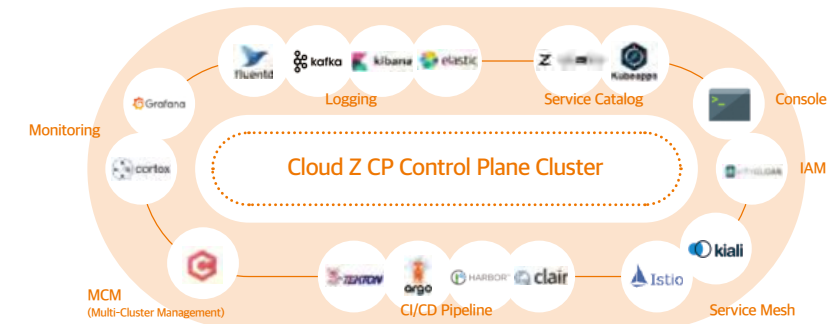 fluentd
kafka
kibana
elastic
Z
Kubeapps
Logging
Service Catalog
Console
>_
Grafana
Monitoring
cortex
Cloud Z CP Control Plane Cluster
IAM
kiali
TEKTON
argo
HARBOR™
clair
Istio
MCM
(Multi-Cluster Management)
CI/CD Pipeline
Service Mesh